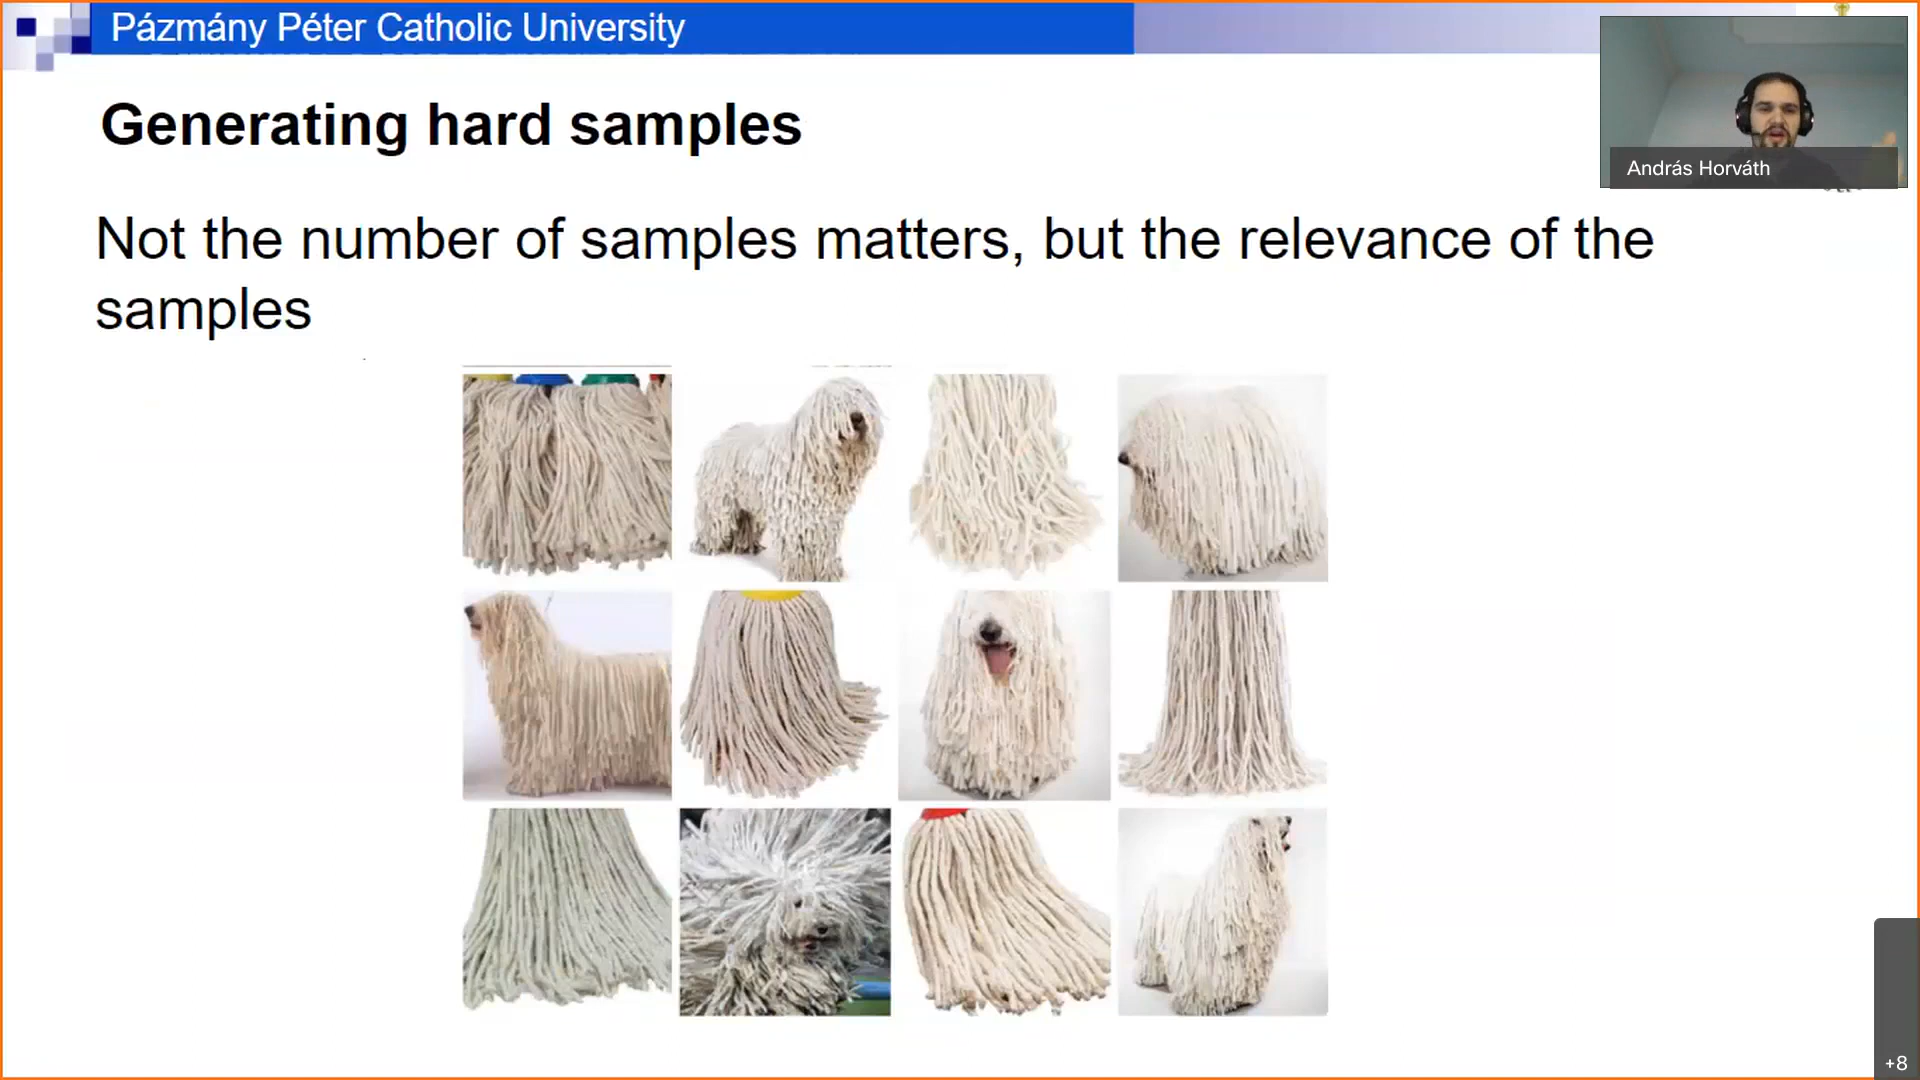 Pázmány Péter Catholic University
András Horváth
Generating hard samples
Not the number of samples matters, but the relevance of the
samples
+8